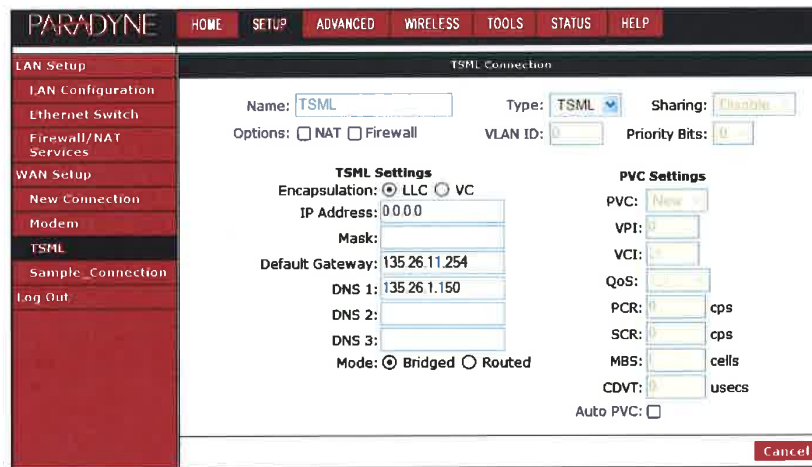 PARADYNE
HOME SETUP ADVANCED WIRELESS TOOLS STATUS HELP
LAN Setup
LAN Configuration
Ethernet Switch
Firewall/NAT Services
WAN Setup
New Connection
Modem
TSML
Sample_Connection
Log Out
TSML Connection
Name: TSML Type: TSML Sharing: Disable
Options: NAT Firewall VLAN ID: 0 Priority Bits: 0
TSML Settings
Encapsulation: LLC VC
IP Address: 0.0.0.0
Mask:
Default Gateway: 135.26.11.254
DNS 1: 135.26.1.150
DNS 2:
DNS 3:
Mode: Bridged Routed
PVC Settings
PVC: New
VPI: 0
VCI:
QoS:
PCR: 0 cps
SCR: 0 cps
MBS: cells
CDVT: 0 usecs
Auto PVC:
Cancel